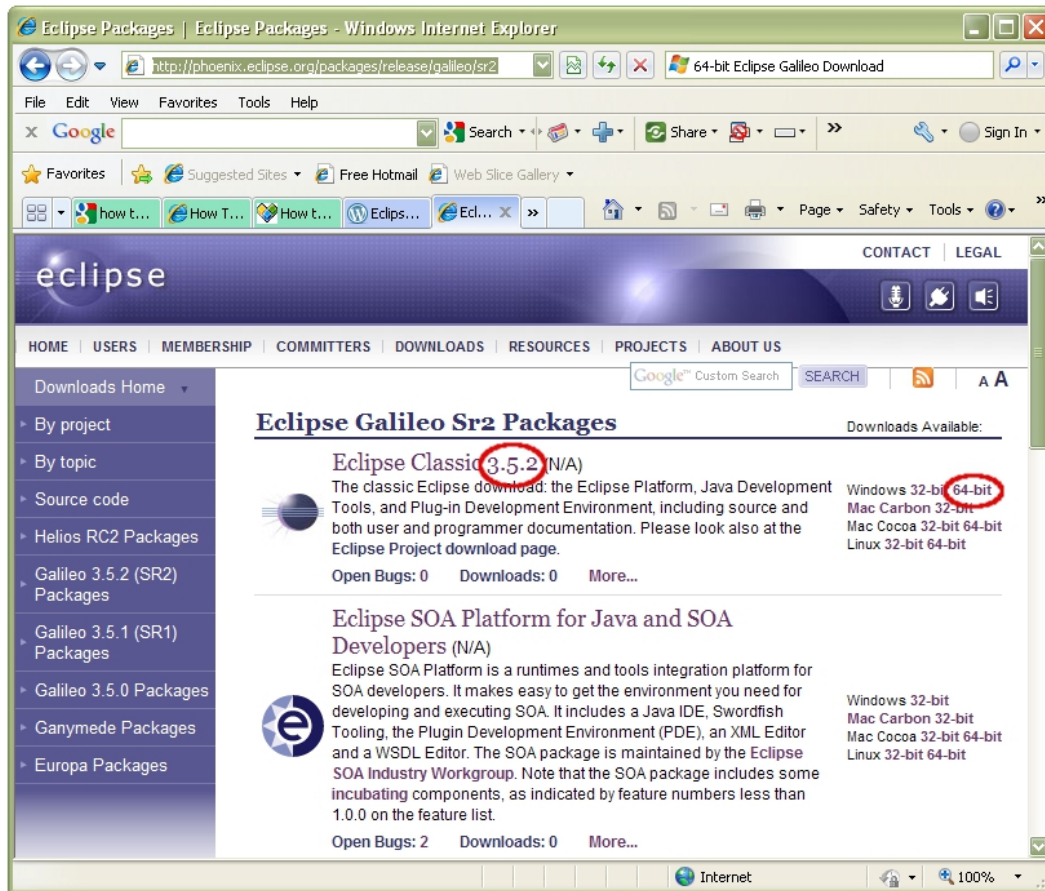 Eclipse Packages | Eclipse Packages - Windows Internet Explorer
http://phoenix.eclipse.org/packages/release/galileo/sr2
64-bit Eclipse Galileo Download
File Edit View Favorites Tools Help
x Google Search Share Sign In
Favorites Suggested Sites Free Hotmail Web Slice Gallery
how t... How T... How t... Eclips... Ecl... X Page Safety Tools
CONTACT | LEGAL
eclipse
HOME | USERS | MEMBERSHIP | COMMITTERS | DOWNLOADS | RESOURCES | PROJECTS | ABOUT US
Google™ Custom Search SEARCH A A
Downloads Home
By project
By topic
Source code
Helios RC2 Packages
Galileo 3.5.2 (SR2)
Packages
Galileo 3.5.1 (SR1)
Packages
Galileo 3.5.0 Packages
Ganymede Packages
Europa Packages
Eclipse Galileo Sr2 Packages
Downloads Available:
Eclipse Classic 3.5.2 (N/A)
The classic Eclipse download: the Eclipse Platform, Java Development
Tools, and Plug-in Development Environment, including source and
both user and programmer documentation. Please look also at the
Eclipse Project download page.
Open Bugs: 0 Downloads: 0 More...
Windows 32-bit 64-bit
Mac Carbon 32-bit
Mac Cocoa 32-bit 64-bit
Linux 32-bit 64-bit
Eclipse SOA Platform for Java and SOA
Developers (N/A)
Eclipse SOA Platform is a runtimes and tools integration platform for
SOA developers. It makes easy to get the environment you need for
developing and executing SOA. It includes a Java IDE, Swordfish
Tooling, the Plugin Development Environment (PDE), an XML Editor
and a WSDL Editor. The SOA package is maintained by the Eclipse
SOA Industry Workgroup. Note that the SOA package includes some
incubating components, as indicated by feature numbers less than
1.0.0 on the feature list.
Open Bugs: 2 Downloads: 0 More...
Windows 32-bit
Mac Carbon 32-bit
Mac Cocoa 32-bit 64-bit
Linux 32-bit 64-bit
Internet 100%